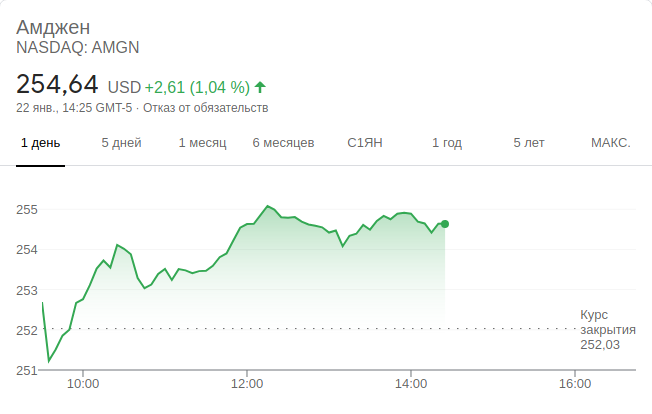 Амджен
NASDAQ: AMGN
254,64 USD +2,61 (1,04 %)
22 янв., 14:25 GMT-5 · Отказ от обязательств
1 день 5 дней 1 месяц 6 месяцев С1ЯН 1 год 5 лет МАКС.
255
254
253
252
251
Курс
закрытия
252,03
10:00 12:00 14:00 16:00